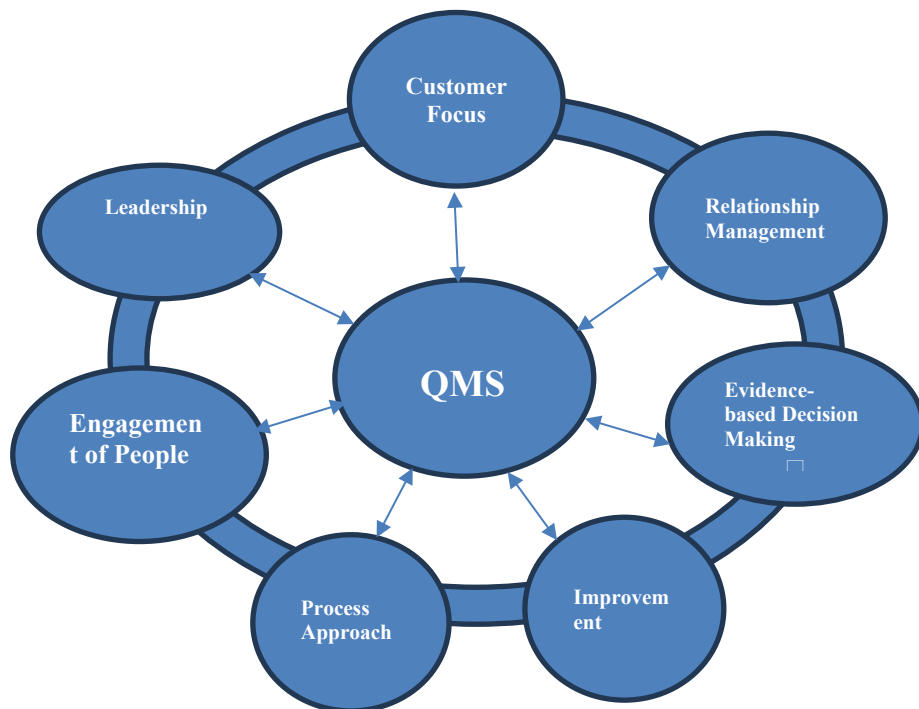 Customer
Focus
Leadership
Relationship
Management
QMS
Evidence-
based Decision
Making
Engagemen
t of People
Process
Approach
Improvem
ent